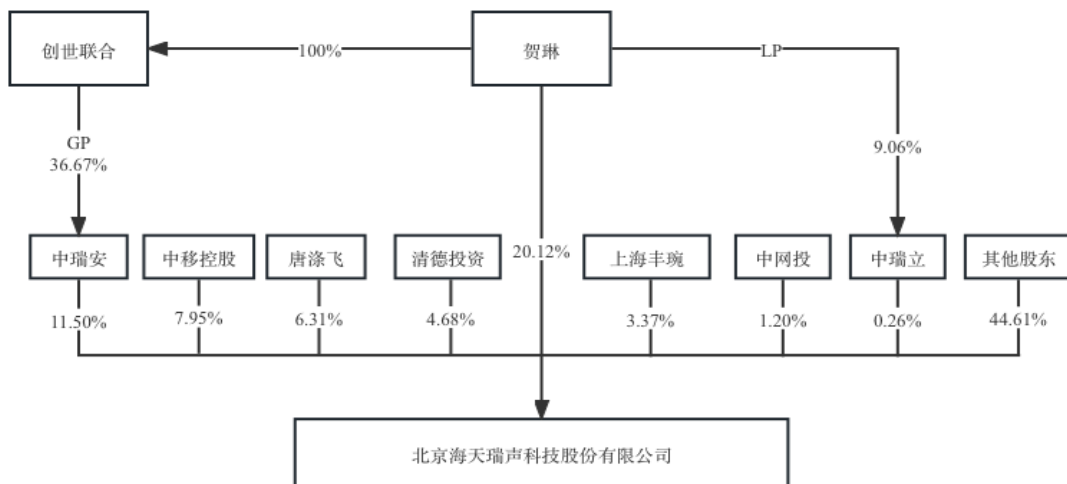 创世联合
100%
贺琳
LP
GP
36.67%
9.06%
中瑞安
中移控股
唐涤飞
清德投资
20.12%
上海丰琬
中网投
中瑞立
其他股东
11.50%
7.95%
6.31%
4.68%
3.37%
1.20%
0.26%
44.61%
北京海天瑞声科技股份有限公司